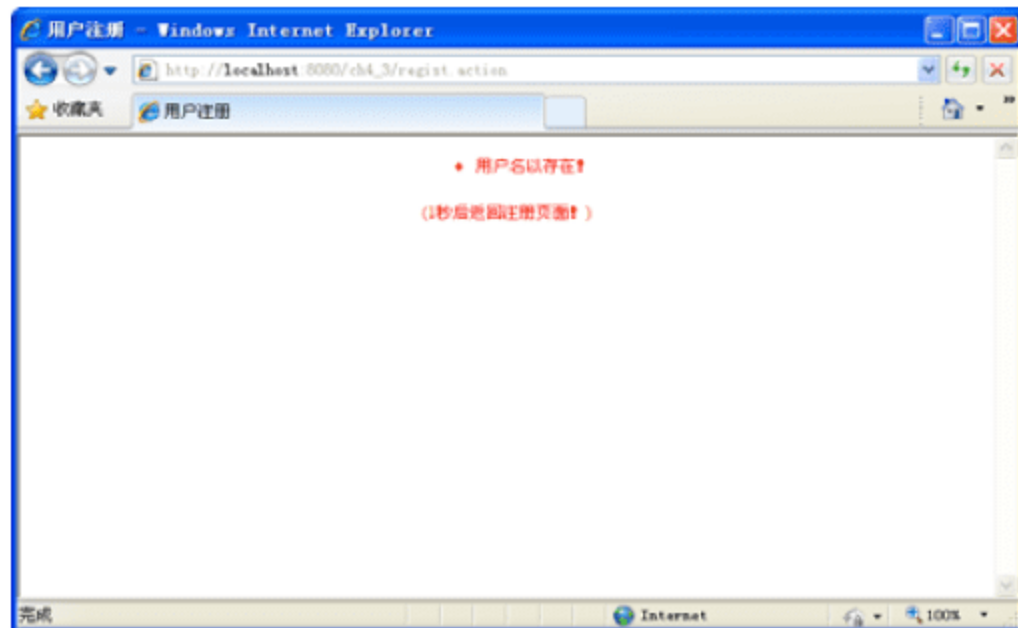 用户注册 - Windows Internet Explorer
http://localhost:8080/ch4_3/regist.action
收藏夹
用户注册
• 用户名以存在!
(1秒后返回注册页面! )
完成
Internet
100%